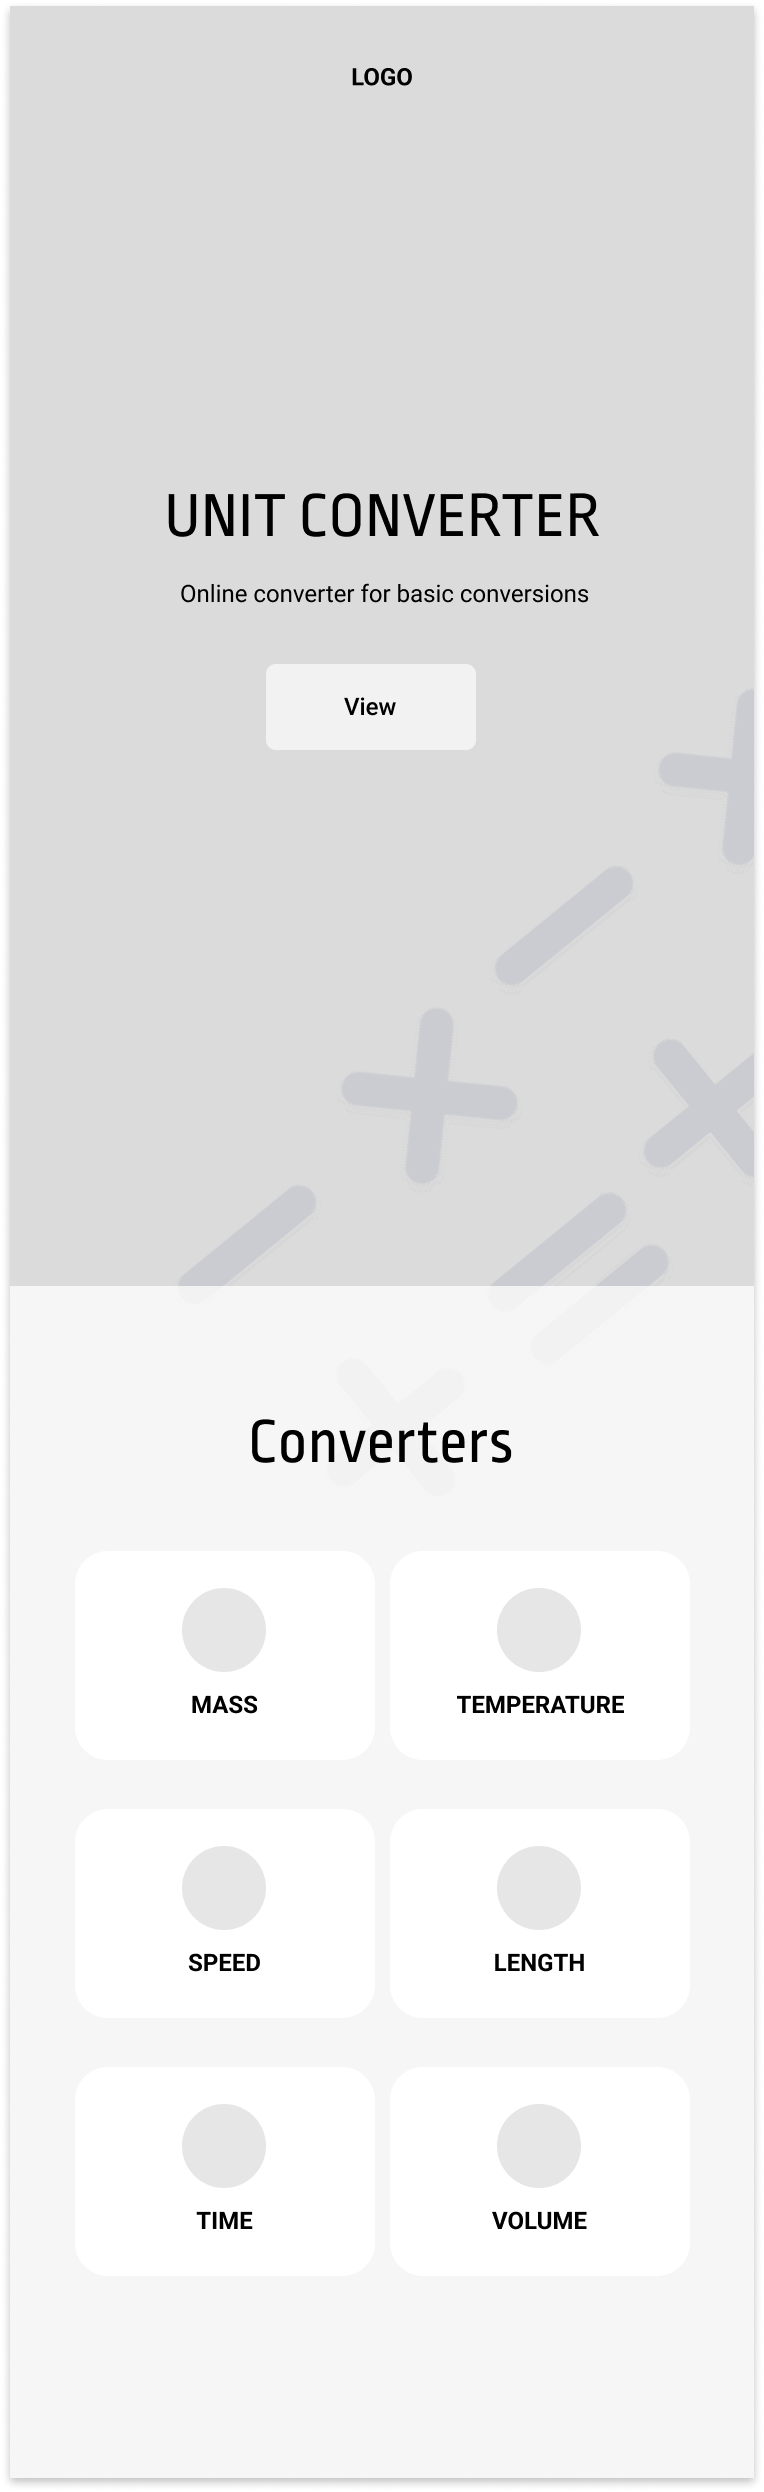 LOGO
UNIT CONVERTER
Online converter for basic conversions
View
Converters
MASS
TEMPERATURE
SPEED
LENGTH
TIME
VOLUME